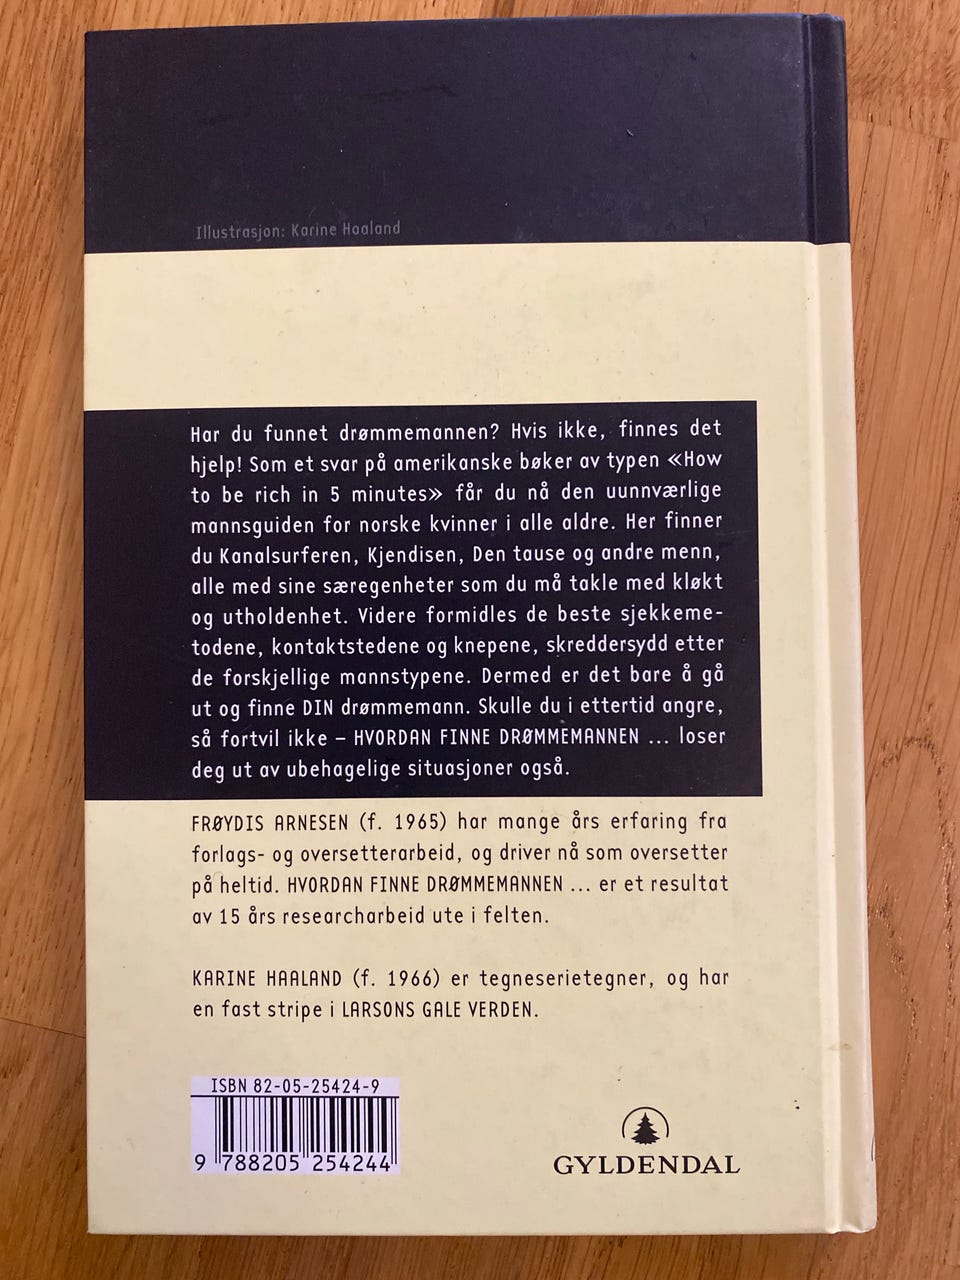 Illustrasjon: Karine Haaland
Har du funnet drømmemannen? Hvis ikke, finnes det
hjelp! Som et svar på amerikanske bøker av typen «How
to be rich in 5 minutes» får du nå den uunnværlige
mannsguiden for norske kvinner i alle aldre. Her finner
du Kanalsurferen, Kjendisen, Den tause og andre menn,
alle med sine særegenheter som du må takle med kløkt
og utholdenhet. Videre formidles de beste sjekkeme-
todene, kontaktstedene og knepene, skreddersydd etter
de forskjellige mannstypene. Dermed er det bare å gå
ut og finne DIN drømmemann. Skulle du i ettertid angre,
så fortvil ikke – HVORDAN FINNE DRØMMEMANNEN ... loser
deg ut av ubehagelige situasjoner også.
FRØYDIS ARNESEN (f. 1965) har mange års erfaring fra
forlags- og oversetterarbeid, og driver nå som oversetter
på heltid. HVORDAN FINNE DRØMMEMANNEN ... er et resultat
av 15 års researcharbeid ute i felten.
KARINE HAALAND (f. 1966) er tegneserietegner, og har
en fast stripe i LARSONS GALE VERDEN.
ISBN 82-05-25424-9
9 788205 254244
GYLDENDAL